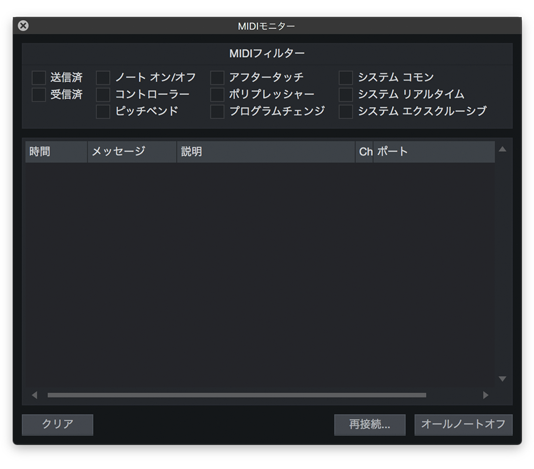 MIDIモニター
MIDIフィルター
送信済 ノート オン/オフ アフタータッチ システム コモン
受信済 コントローラー ポリプレッシャー システム リアルタイム
ピッチベンド プログラムチェンジ システム エクスクルーシブ
時間 メッセージ 説明 Ch ポート
クリア 再接続... オールノートオフ